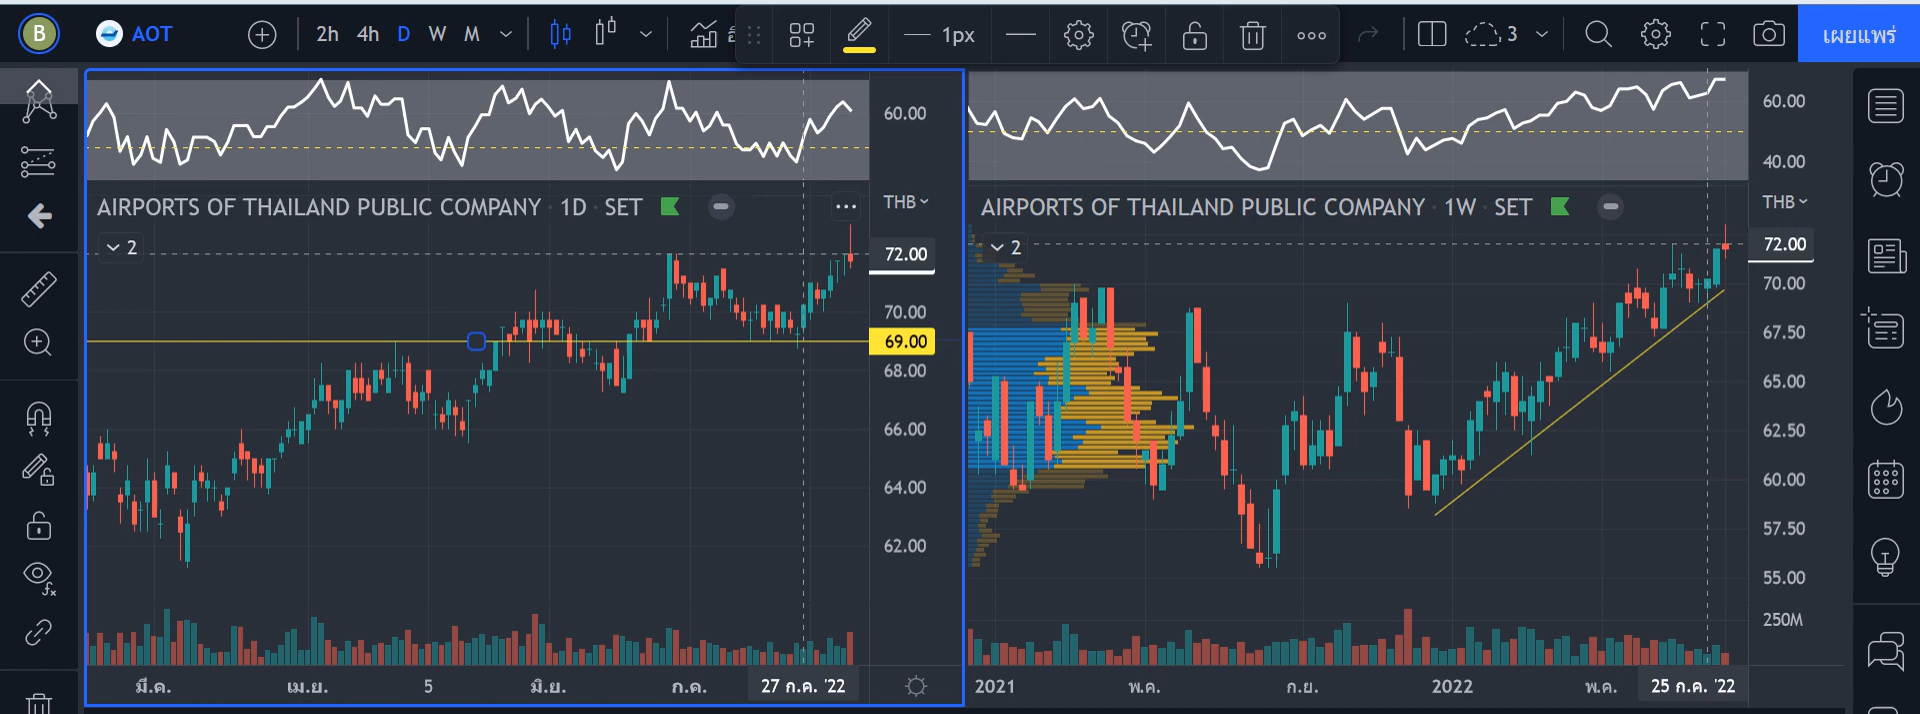 B AOT 2h 4h D W M 1px 3 เผยแพร่
60.00
AIRPORTS OF THAILAND PUBLIC COMPANY · 1D · SET
THB
2
72.00
70.00
69.00
68.00
66.00
64.00
62.00
มี.ค. เม.ย. 5 มิ.ย. ก.ค. 27 ก.ค. '22
60.00
40.00
AIRPORTS OF THAILAND PUBLIC COMPANY · 1W · SET
THB
2
72.00
70.00
67.50
65.00
62.50
60.00
57.50
55.00
250M
2021 พ.ค. ก.ย. 2022 พ.ค. 25 ก.ค. '22